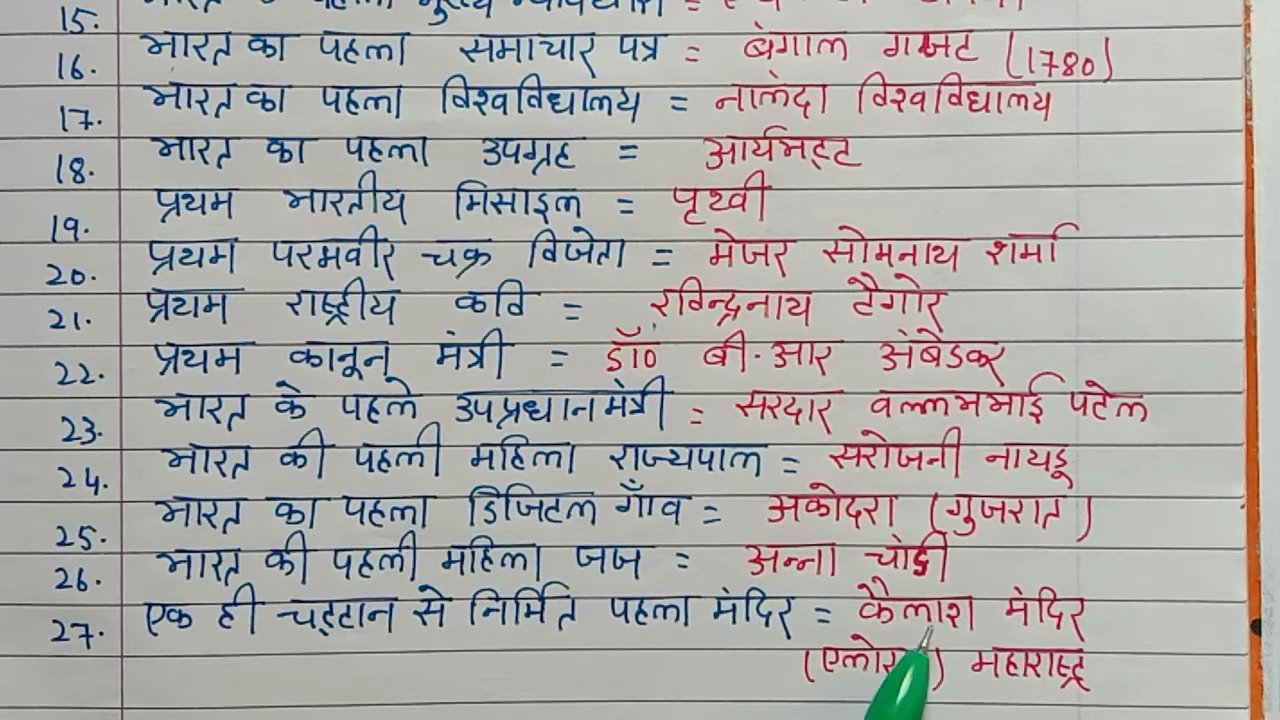 15.
16. भारत का पहला समाचार पत्र = बंगाल गजट (1780)
17. भारत का पहला विश्वविद्यालय = नालंदा विश्वविद्यालय
18. भारत का पहला उपग्रह = आर्यभट्ट
19. प्रथम भारतीय मिसाइल = पृथ्वी
20. प्रथम परमवीर चक्र विजेता = मेजर सोमनाथ शर्मा
21. प्रथम राष्ट्रीय कवि = रविन्द्रनाथ टैगोर
22. प्रथम कानून मंत्री = डॉ० बी.आर अंबेडकर
23. भारत के पहले उपप्रधानमंत्री = सरदार वल्लभभाई पटेल
24. भारत की पहली महिला राज्यपाल = सरोजनी नायडू
25. भारत का पहला डिजिटल गाँव = अकोदरा (गुजरात)
26. भारत की पहली महिला जज = अन्ना चांडी
27. एक ही चट्टान से निर्मित पहला मंदिर = कैलाश मंदिर
महाराष्ट्र